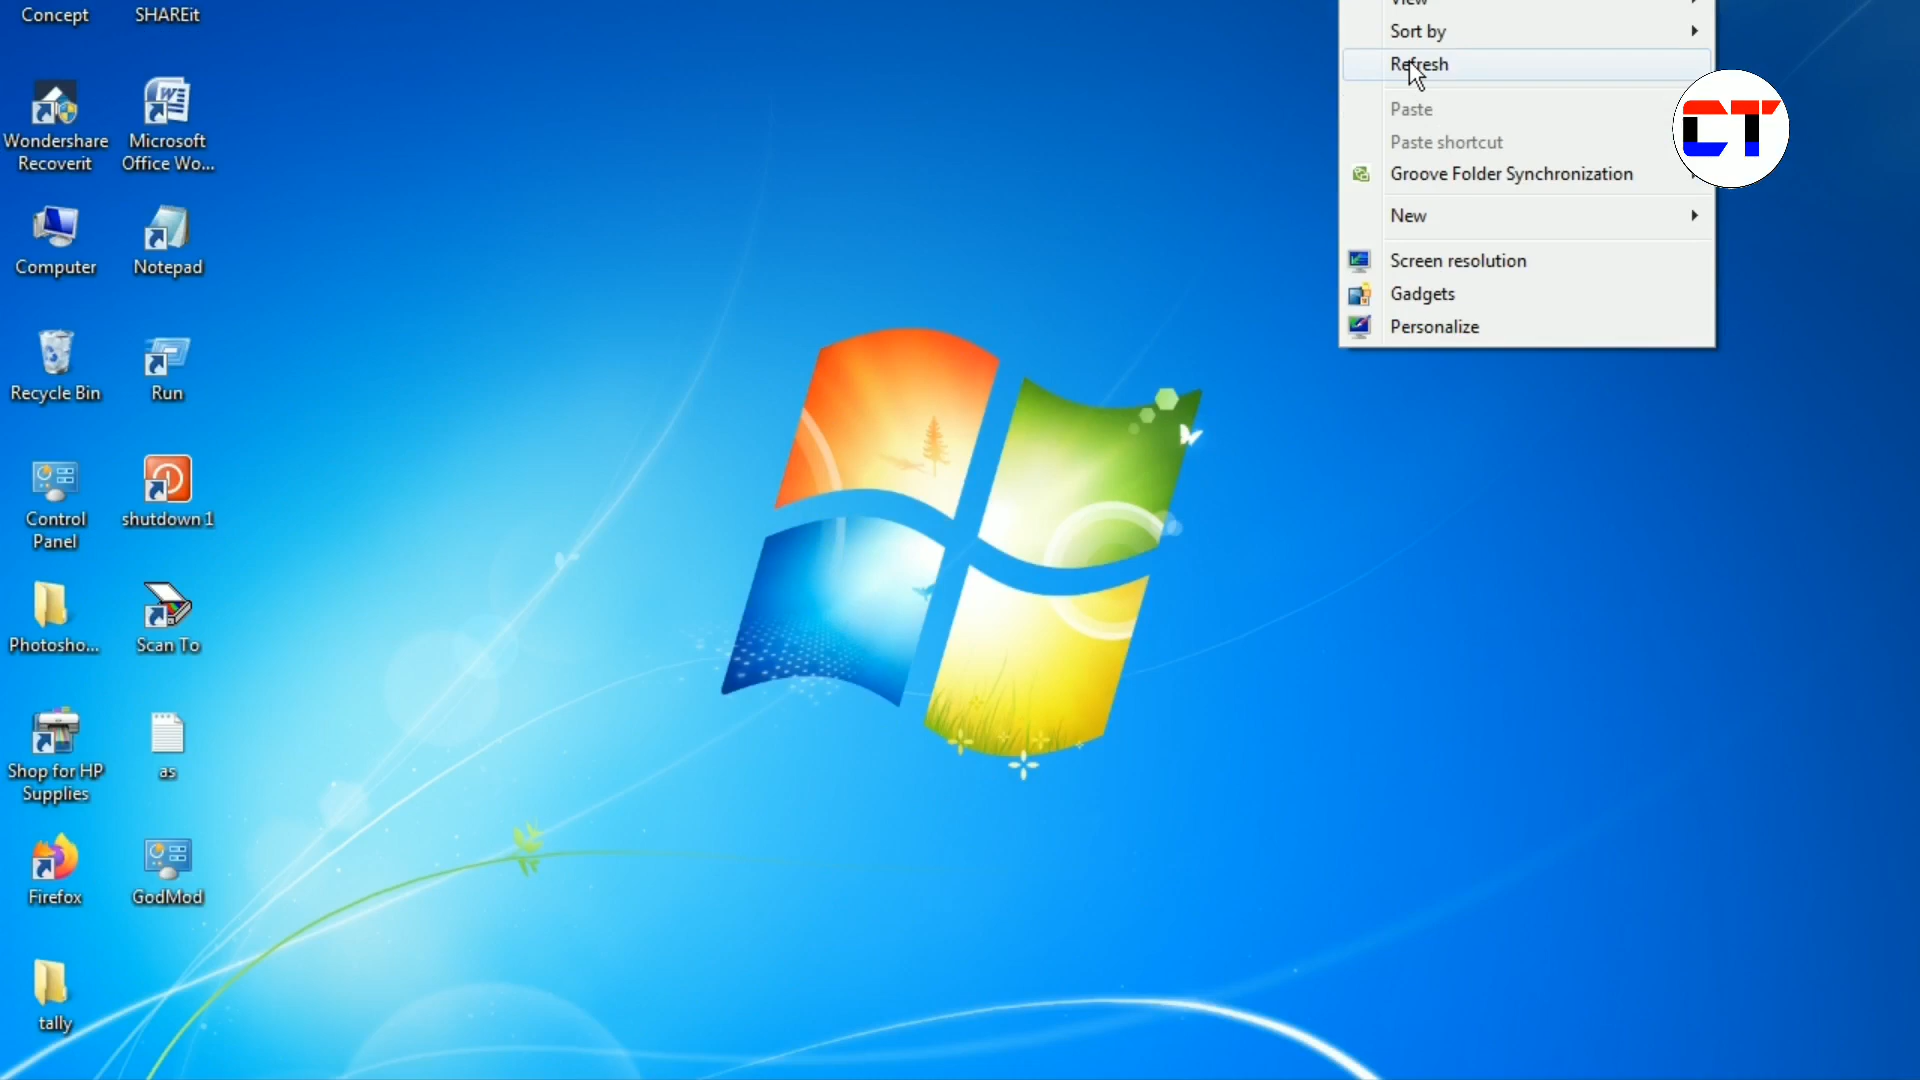 Concept
SHAREit
Wondershare
Recoverit
Microsoft
Office Wo...
Computer
Notepad
Recycle Bin
Run
Control
Panel
shutdown 1
Photosho...
Scan To
Shop for HP
Supplies
as
Firefox
GodMod
tally
View
Sort by
Refresh
Paste
Paste shortcut
Groove Folder Synchronization
New
Screen resolution
Gadgets
Personalize
CT